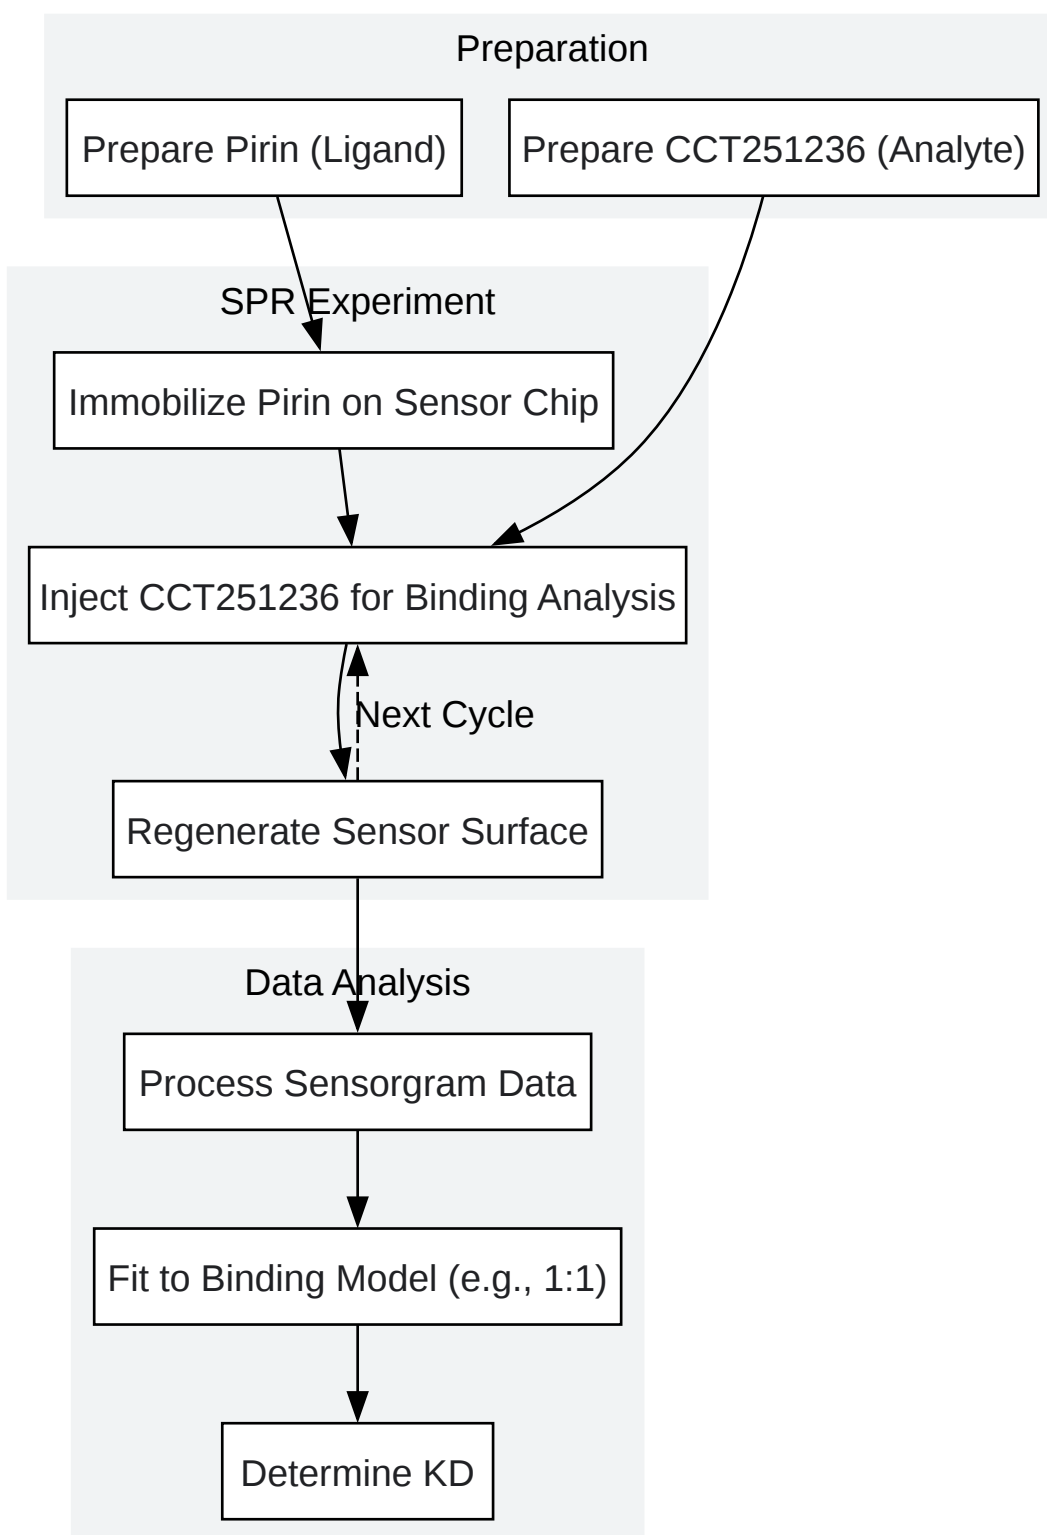 Preparation
Prepare Pirin (Ligand)
Prepare CCT251236 (Analyte)
SPR Experiment
Immobilize Pirin on Sensor Chip
Inject CCT251236 for Binding Analysis
Next Cycle
Regenerate Sensor Surface
Data Analysis
Process Sensorgram Data
Fit to Binding Model (e.g., 1:1)
Determine KD